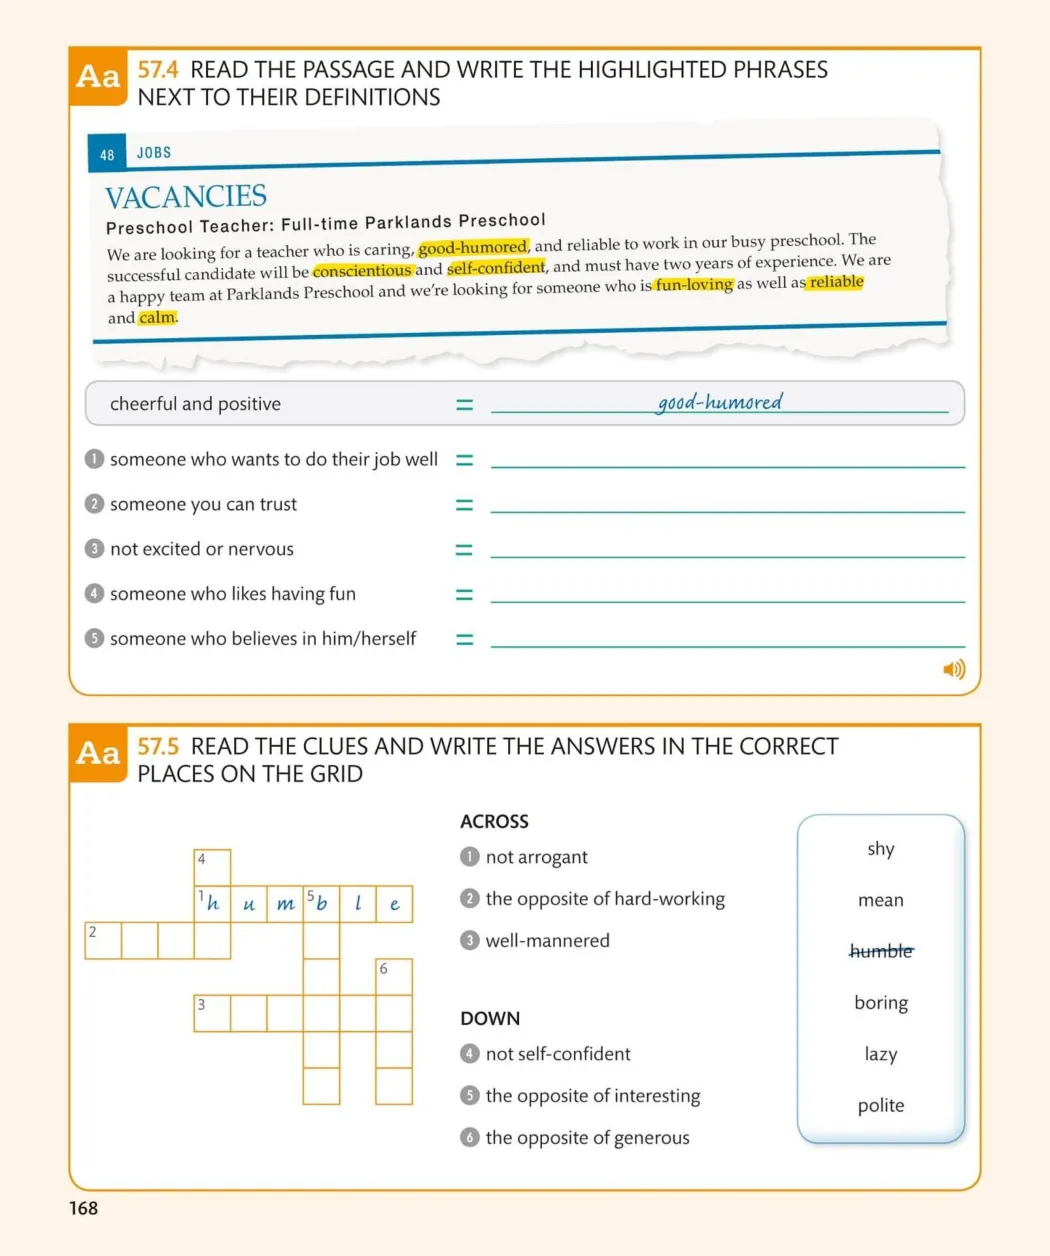 Aa
57.4 READ THE PASSAGE AND WRITE THE HIGHLIGHTED PHRASES
NEXT TO THEIR DEFINITIONS
48 JOBS
VACANCIES
Preschool Teacher: Full-time Parklands Preschool
We are looking for a teacher who is caring, good-humored, and reliable to work in our busy preschool. The
successful candidate will be conscientious and self-confident, and must have two years of experience. We are
a happy team at Parklands Preschool and we're looking for someone who is fun-loving as well as reliable
and calm.
cheerful and positive = good-humored
1 someone who wants to do their job well =
2 someone you can trust =
3 not excited or nervous =
4 someone who likes having fun =
5 someone who believes in him/herself =
Aa
57.5 READ THE CLUES AND WRITE THE ANSWERS IN THE CORRECT
PLACES ON THE GRID
4
1 h u m 5 b l e
2
6
3
ACROSS
1 not arrogant
2 the opposite of hard-working
3 well-mannered
DOWN
4 not self-confident
5 the opposite of interesting
6 the opposite of generous
shy
mean
humble
boring
lazy
polite
168